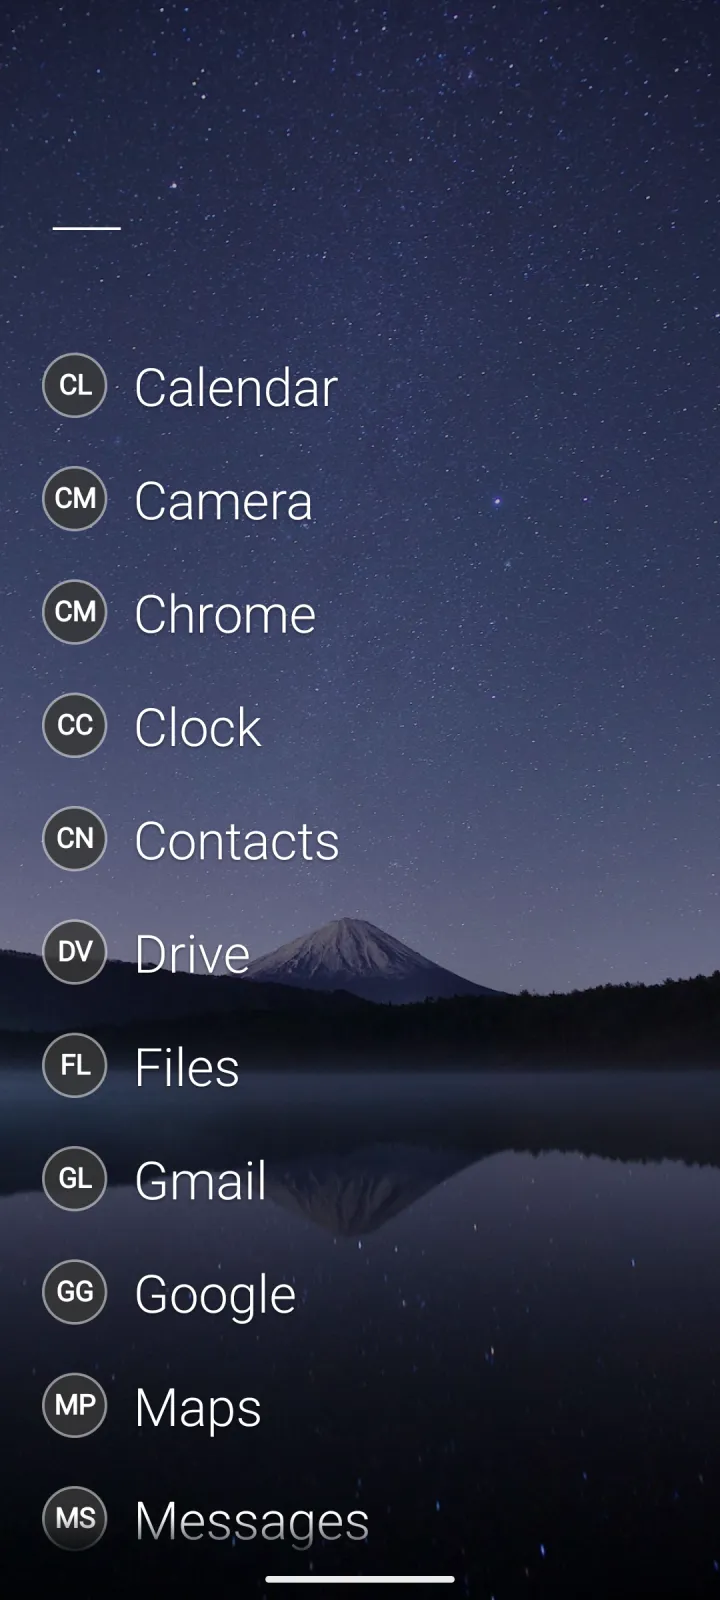 CL Calendar
CM Camera
CM Chrome
CC Clock
CN Contacts
DV Drive
FL Files
GL Gmail
GG Google
MP Maps
MS Messages